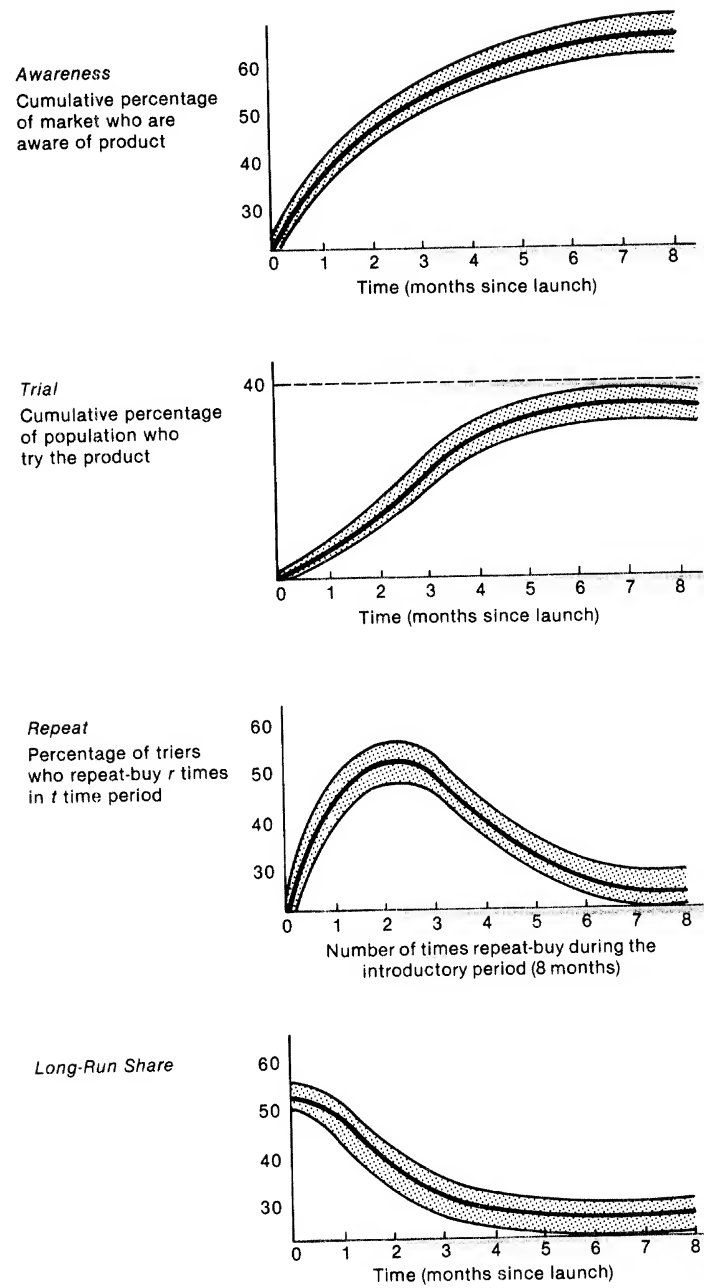 Awareness
Cumulative percentage
of market who are
aware of product
60
50
40
30
0 1 2 3 4 5 6 7 8
Time (months since launch)
Trial
Cumulative percentage
of population who
try the product
40
0 1 2 3 4 5 6 7 8
Time (months since launch)
Repeat
Percentage of triers
who repeat-buy r times
in t time period
60
50
40
30
0 1 2 3 4 5 6 7 8
Number of times repeat-buy during the
introductory period (8 months)
Long-Run Share
60
50
40
30
0 1 2 3 4 5 6 7 8
Time (months since launch)